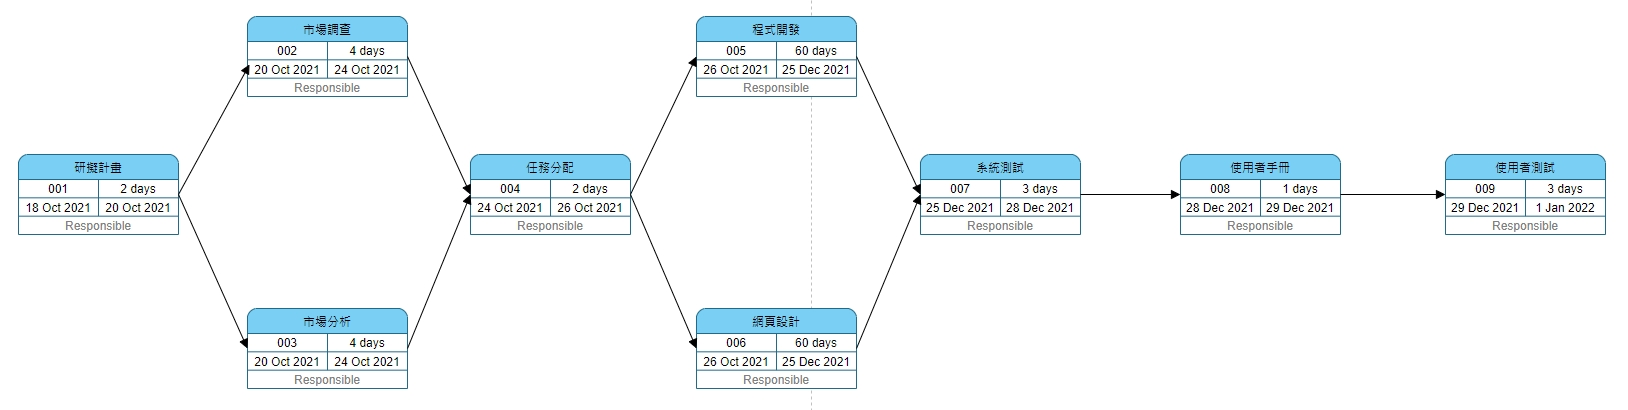 研擬計畫
001 2 days
18 Oct 2021 20 Oct 2021
Responsible
市場調查
002 4 days
20 Oct 2021 24 Oct 2021
Responsible
市場分析
003 4 days
20 Oct 2021 24 Oct 2021
Responsible
任務分配
004 2 days
24 Oct 2021 26 Oct 2021
Responsible
程式開發
005 60 days
26 Oct 2021 25 Dec 2021
Responsible
網頁設計
006 60 days
26 Oct 2021 25 Dec 2021
Responsible
系統測試
007 3 days
25 Dec 2021 28 Dec 2021
Responsible
使用者手冊
008 1 days
28 Dec 2021 29 Dec 2021
Responsible
使用者測試
009 3 days
29 Dec 2021 1 Jan 2022
Responsible